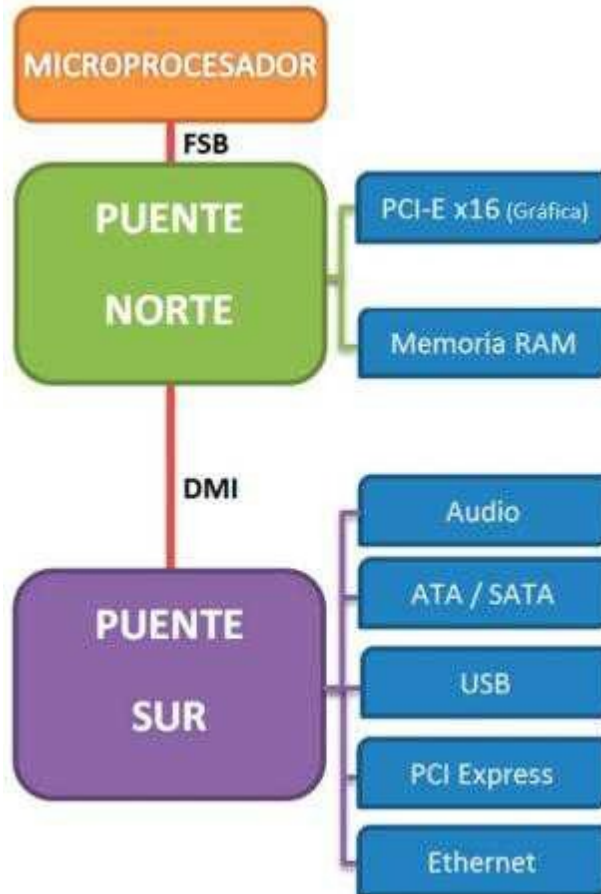 MICROPROCESADOR
FSB
PUENTE
NORTE
PCI-E x16 (Gráfica)
Memoria RAM
DMI
PUENTE
SUR
Audio
ATA / SATA
USB
PCI Express
Ethernet